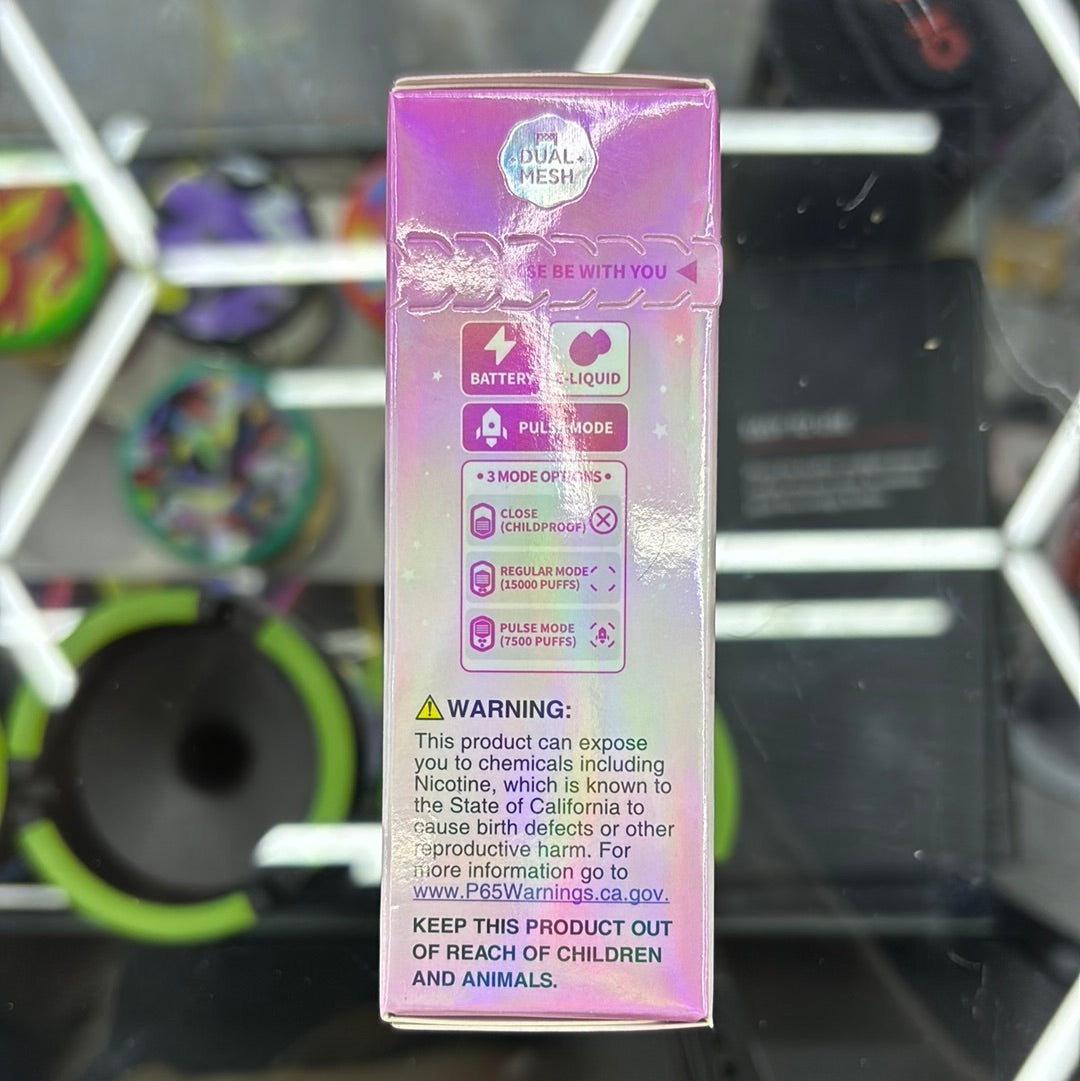 DUAL
MESH
BE WITH YOU
BATTERY
E-LIQUID
PULSE MODE
• 3 MODE OPTIONS •
CLOSE
(CHILDPROOF)
REGULAR MODE
(15000 PUFFS)
PULSE MODE
(7500 PUFFS)
WARNING:
This product can expose
you to chemicals including
Nicotine, which is known to
the State of California to
cause birth defects or other
reproductive harm. For
more information go to
www.P65Warnings.ca.gov.
KEEP THIS PRODUCT OUT
OF REACH OF CHILDREN
AND ANIMALS.